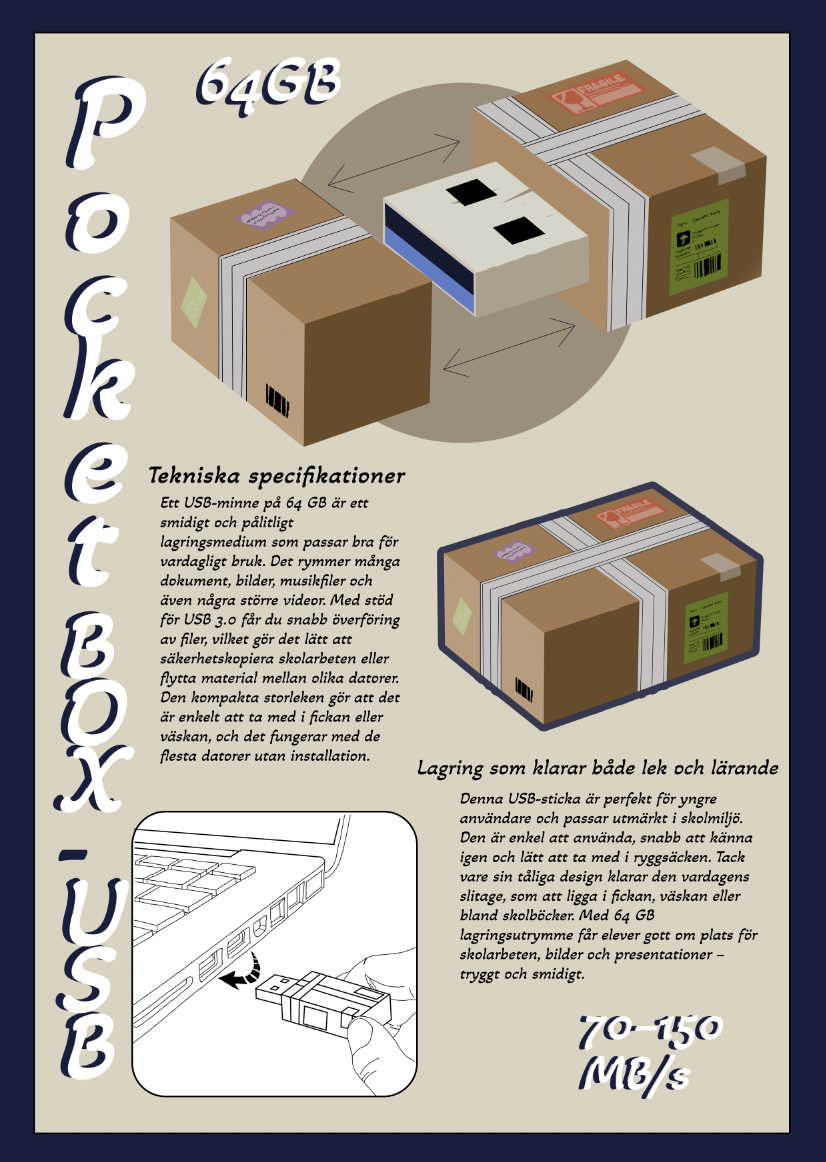 Pocket BOX-USB
64GB
FRAGILE
Tekniska specifikationer
Ett USB-minne på 64 GB är ett
smidigt och pålitligt
lagringsmedium som passar bra för
vardagligt bruk. Det rymmer många
dokument, bilder, musikfiler och
även några större videor. Med stöd
för USB 3.0 får du snabb överföring
av filer, vilket gör det lätt att
säkerhetskopiera skolarbeten eller
flytta material mellan olika datorer.
Den kompakta storleken gör att det
är enkelt att ta med i fickan eller
väskan, och det fungerar med de
flesta datorer utan installation.
FRAGILE
Lagring som klarar både lek och lärande
Denna USB-sticka är perfekt för yngre
användare och passar utmärkt i skolmiljö.
Den är enkel att använda, snabb att känna
igen och lätt att ta med i ryggsäcken. Tack
vare sin tåliga design klarar den vardagens
slitage, som att ligga i fickan, väskan eller
bland skolböcker. Med 64 GB
lagringsutrymme får elever gott om plats för
skolarbeten, bilder och presentationer –
tryggt och smidigt.
70–150
MB/s